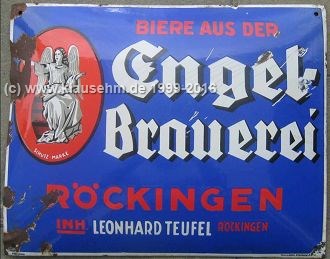 BIERE AUS DER
Engel-
Brauerei
(c) www.klausehm.de 1999-2016
SCHUTZ-MARKE
RÖCKINGEN
INH. LEONHARD TEUFEL RÖCKINGEN